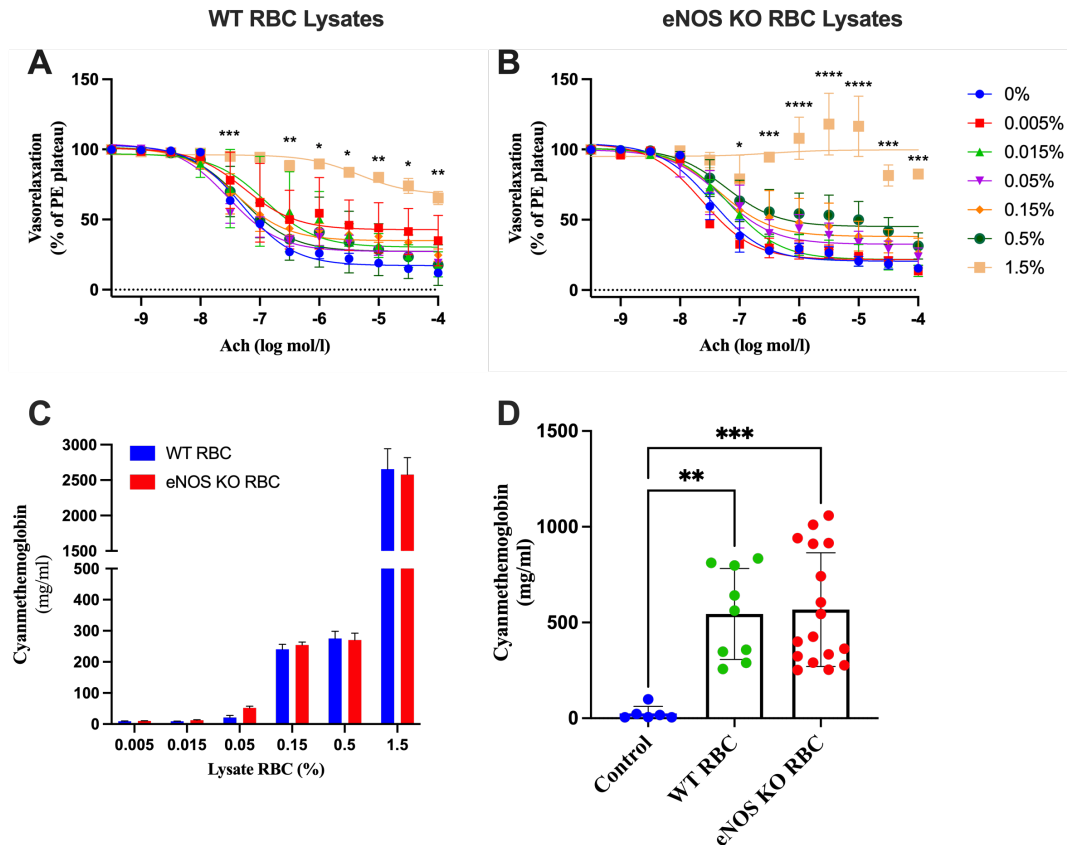 WT RBC Lysates
eNOS KO RBC Lysates
A
Vasorelaxation
(% of PE plateau)
150
100
50
0
***
**
*
*
**
*
**
-9
-8
-7
-6
-5
-4
Ach (log mol/l)
B
Vasorelaxation
(% of PE plateau)
150
100
50
0
*
***
****
****
****
***
***
-9
-8
-7
-6
-5
-4
Ach (log mol/l)
0%
0.005%
0.015%
0.05%
0.15%
0.5%
1.5%
C
Cyanmethemoglobin
(mg/ml)
3000
2500
2000
1500
500
400
300
200
100
0
WT RBC
eNOS KO RBC
0.005
0.015
0.05
0.15
0.5
1.5
Lysate RBC (%)
D
Cyanmethemoglobin
(mg/ml)
1500
1000
500
0
***
**
Control
WT RBC
eNOS KO RBC